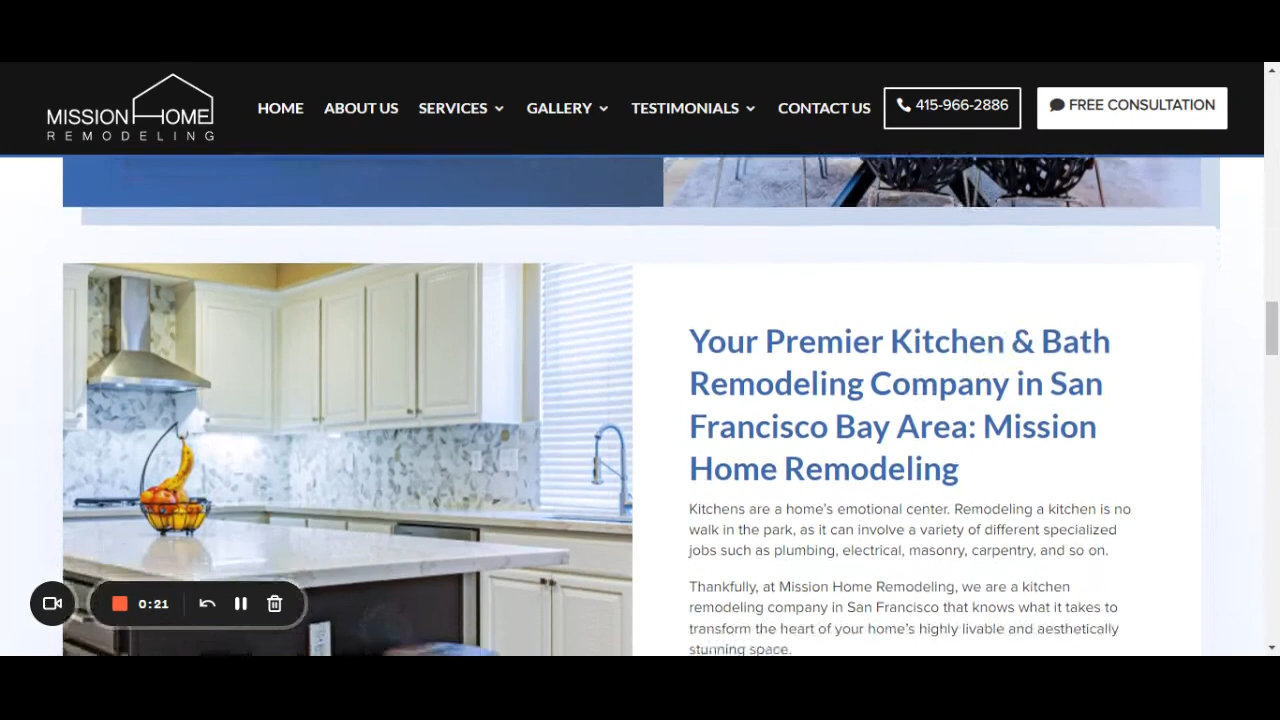 MISSION HOME
REMODELING
HOME ABOUT US SERVICES GALLERY TESTIMONIALS CONTACT US 415-966-2886 FREE CONSULTATION
Your Premier Kitchen & Bath
Remodeling Company in San
Francisco Bay Area: Mission
Home Remodeling
Kitchens are a home's emotional center. Remodeling a kitchen is no
walk in the park, as it can involve a variety of different specialized
jobs such as plumbing, electrical, masonry, carpentry, and so on.
Thankfully, at Mission Home Remodeling, we are a kitchen
remodeling company in San Francisco that knows what it takes to
transform the heart of your home's highly livable and aesthetically
stunning space.
0:21